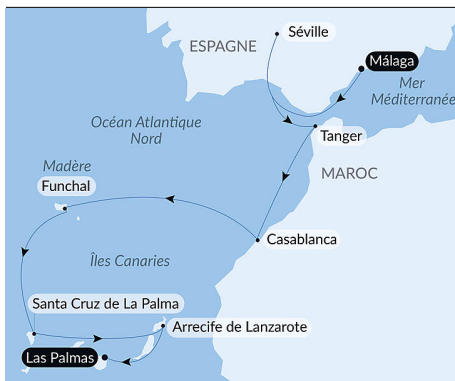 Séville
ESPAGNE
Málaga
Mer
Méditerranée
Océan Atlantique
Nord
Tanger
Madère
Funchal
MAROC
Casablanca
Îles Canaries
Santa Cruz de La Palma
Arrecife de Lanzarote
Las Palmas